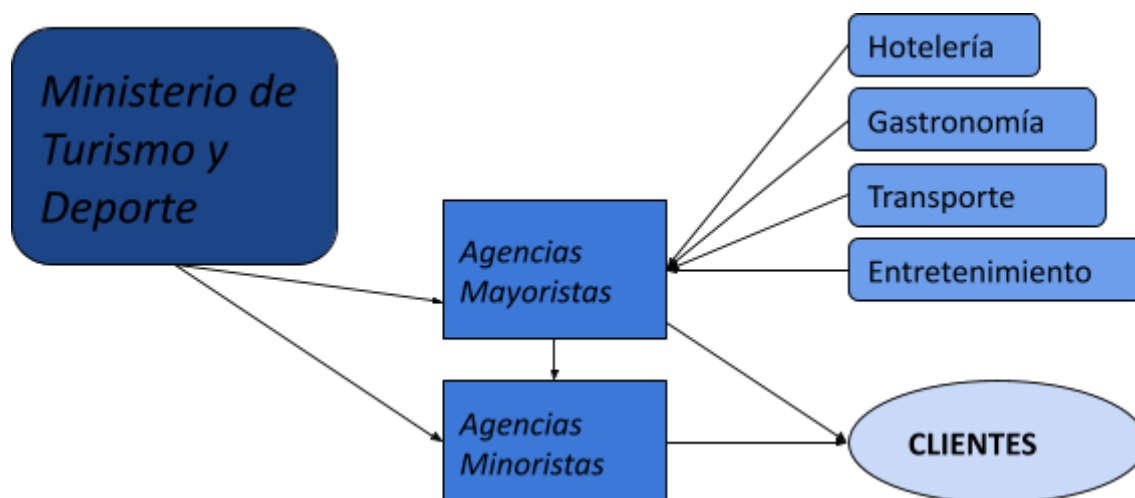 Ministerio de
Turismo y
Deporte
Hotelería
Gastronomía
Transporte
Entretenimiento
Agencias
Mayoristas
Agencias
Minoristas
CLIENTES